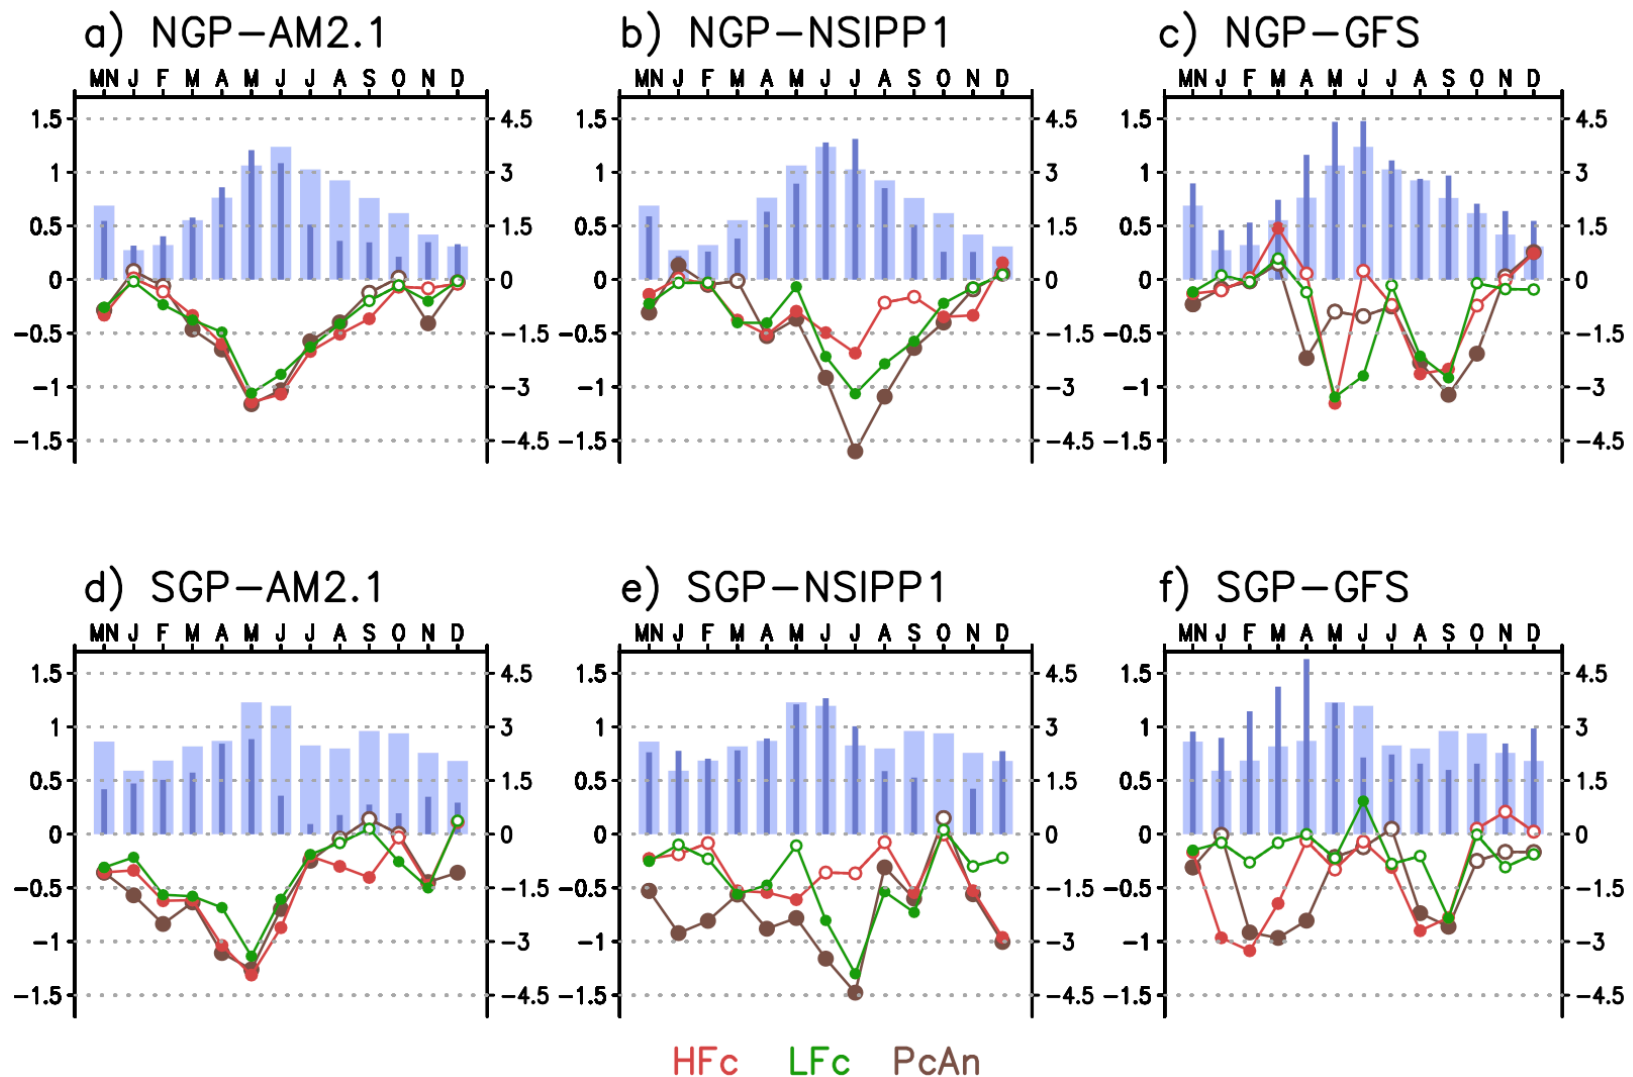 a) NGP-AM2.1 b) NGP-NSIPP1 c) NGP-GFS
MN J F M A M J J A S O N D MN J F M A M J J A S O N D MN J F M A M J J A S O N D
1.5 4.5 1.5 4.5 1.5 4.5
1 3 1 3 1 3
0.5 1.5 0.5 1.5 0.5 1.5
0 0 0 0 0 0
-0.5 -1.5 -0.5 -1.5 -0.5 -1.5
-1 -3 -1 -3 -1 -3
-1.5 -4.5 -1.5 -4.5 -1.5 -4.5
d) SGP-AM2.1 e) SGP-NSIPP1 f) SGP-GFS
MN J F M A M J J A S O N D MN J F M A M J J A S O N D MN J F M A M J J A S O N D
1.5 4.5 1.5 4.5 1.5 4.5
1 3 1 3 1 3
0.5 1.5 0.5 1.5 0.5 1.5
0 0 0 0 0 0
-0.5 -1.5 -0.5 -1.5 -0.5 -1.5
-1 -3 -1 -3 -1 -3
-1.5 -4.5 -1.5 -4.5 -1.5 -4.5
HFc LFc PcAn